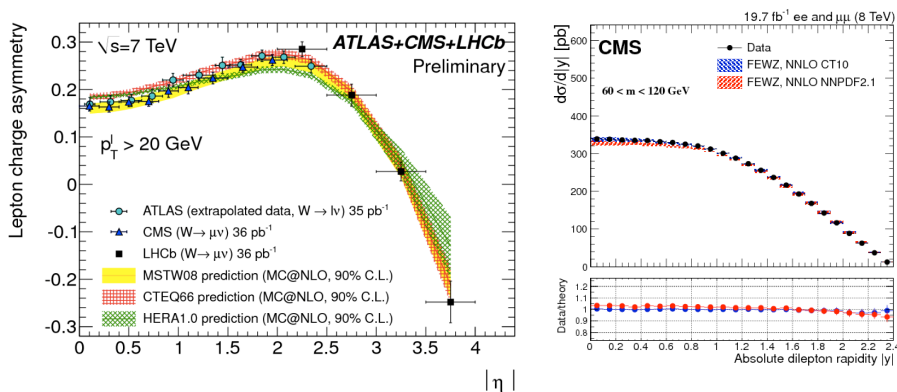 Lepton charge asymmetry
0.3
0.2
0.1
0
-0.1
-0.2
-0.3
√s=7 TeV
ATLAS+CMS+LHCb
Preliminary
p_T^l > 20 GeV
ATLAS (extrapolated data, W → lν) 35 pb⁻¹
CMS (W→ μν) 36 pb⁻¹
LHCb (W→ μν) 36 pb⁻¹
MSTW08 prediction (MC@NLO, 90% C.L.)
CTEQ66 prediction (MC@NLO, 90% C.L.)
HERA1.0 prediction (MC@NLO, 90% C.L.)
0 0.5 1 1.5 2 2.5 3 3.5 4
|η|
19.7 fb⁻¹ ee and μμ (8 TeV)
dσ/d|y| [pb]
600
500
400
300
200
100
0
CMS
Data
FEWZ, NNLO CT10
FEWZ, NNLO NNPDF2.1
60 < m < 120 GeV
Data/theory
1.2
1.1
1
0.9
0.8
0 0.2 0.4 0.6 0.8 1 1.2 1.4 1.6 1.8 2 2.2 2.4
Absolute dilepton rapidity |y|